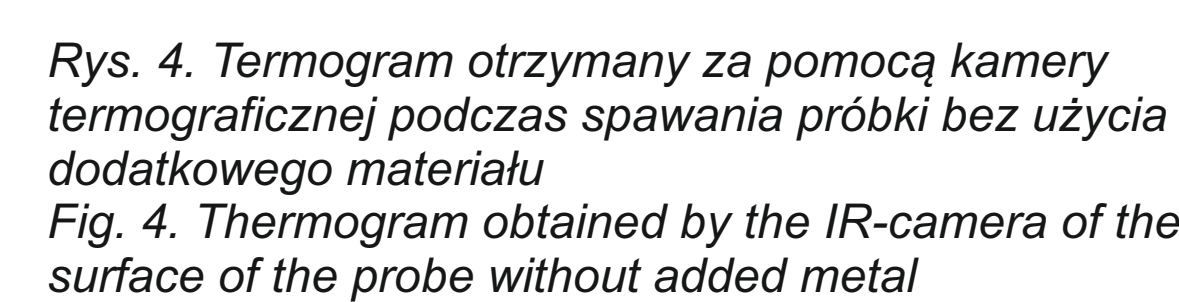 Rys. 4. Termogram otrzymany za pomocą kamery
termograficznej podczas spawania próbki bez użycia
dodatkowego materiału
Fig. 4. Thermogram obtained by the IR-camera of the
surface of the probe without added metal